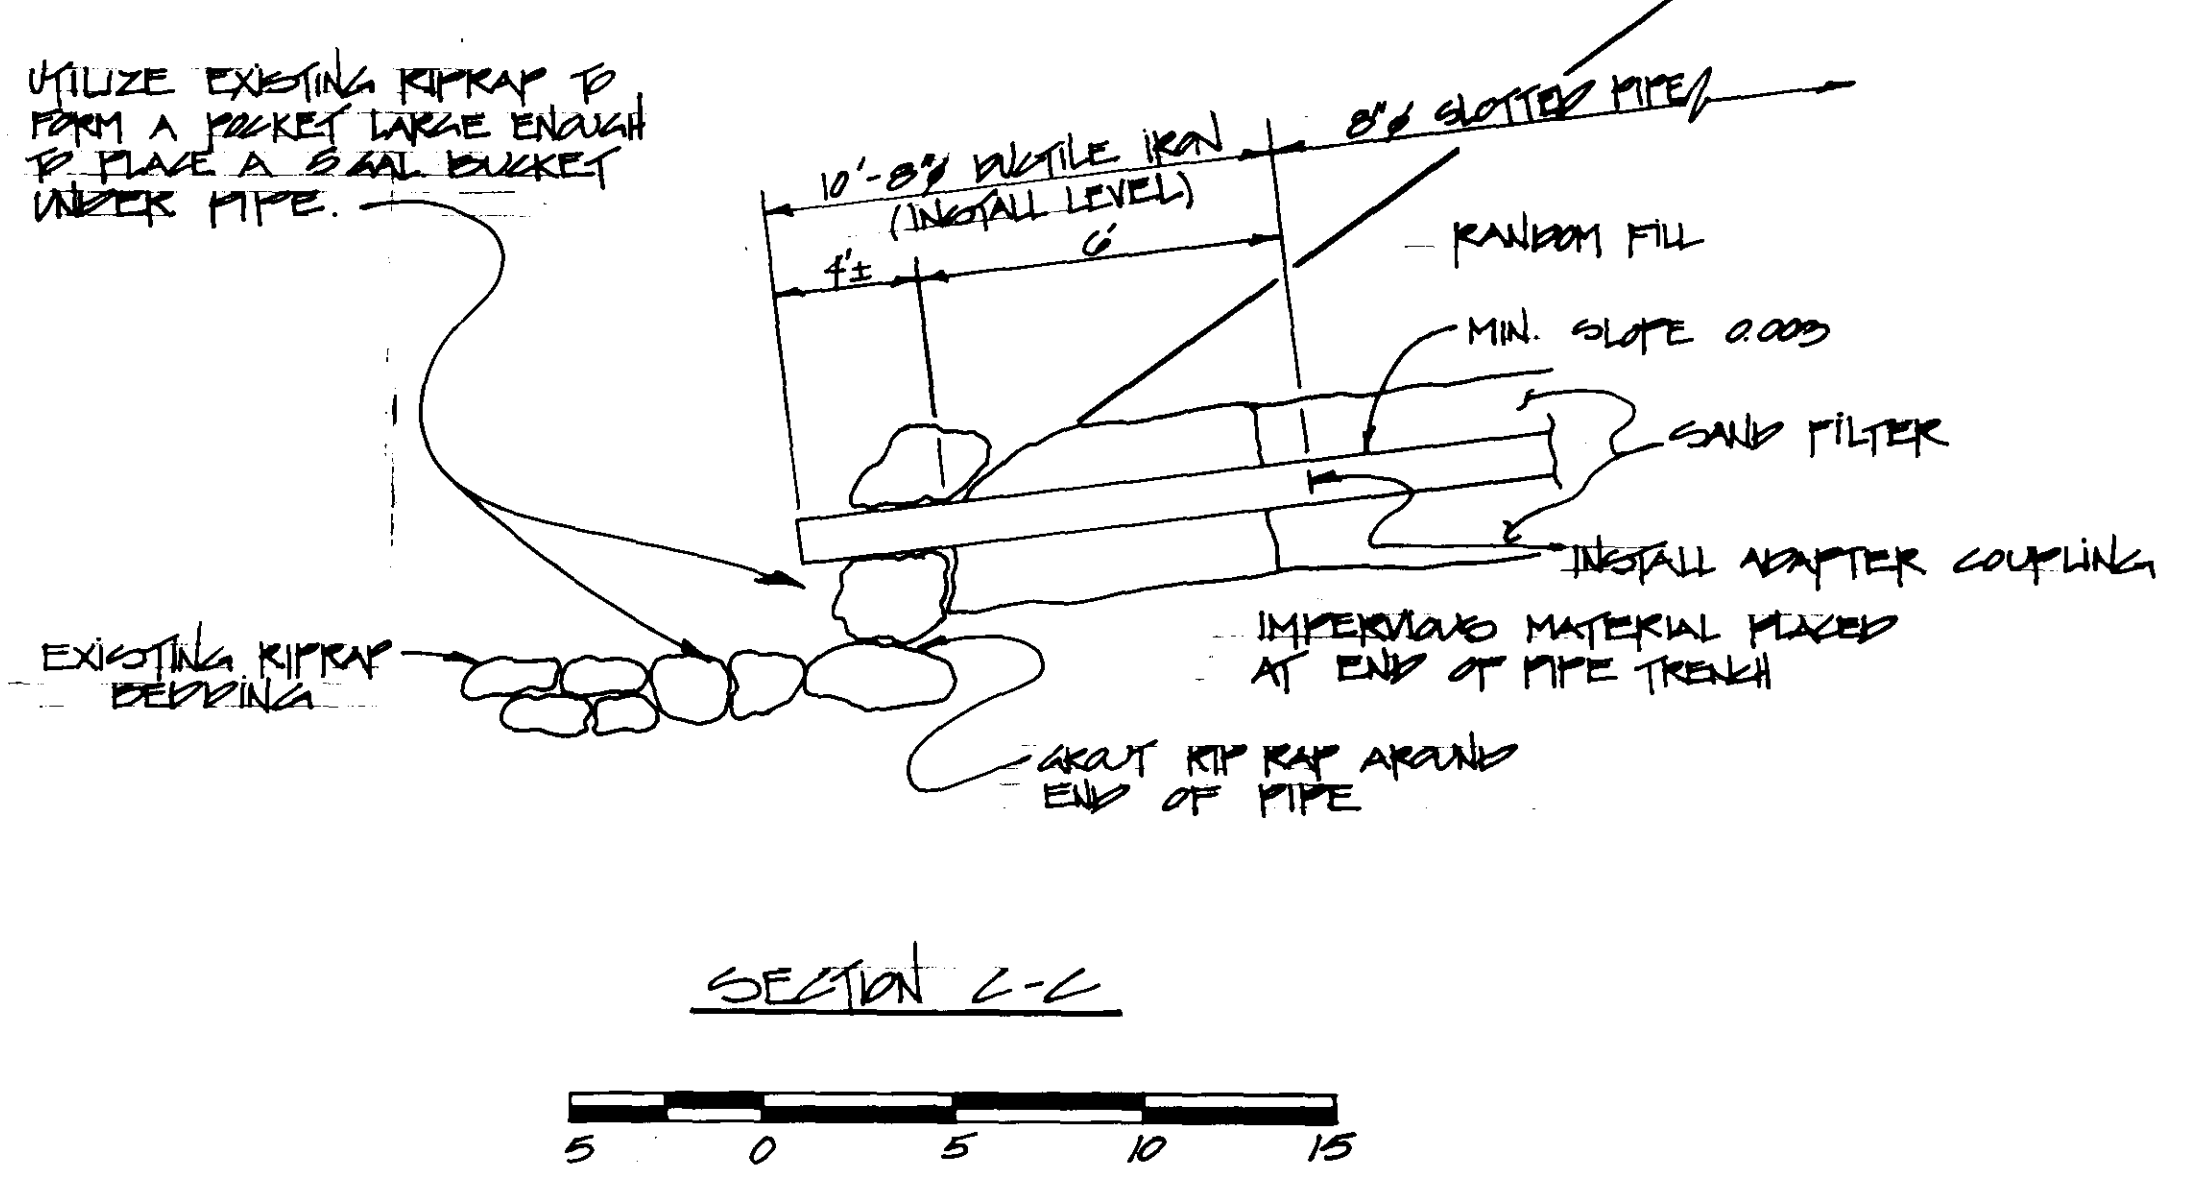 UTILIZE EXISTING RIPRAP TO
FORM A POCKET LARGE ENOUGH
TO PLACE A 5 GAL. BUCKET
UNDER PIPE.
10'-8"ø DUCTILE IRON
(INSTALL LEVEL)
8"ø SLOTTED PIPE
4'±
6'
RANDOM FILL
MIN. SLOPE 0.003
SAND FILTER
INSTALL ADAPTER COUPLING
IMPERVIOUS MATERIAL PLACED
AT END OF PIPE TRENCH
EXISTING RIPRAP
BEDDING
GROUT RIP RAP AROUND
END OF PIPE
SECTION C-C
5 0 5 10 15